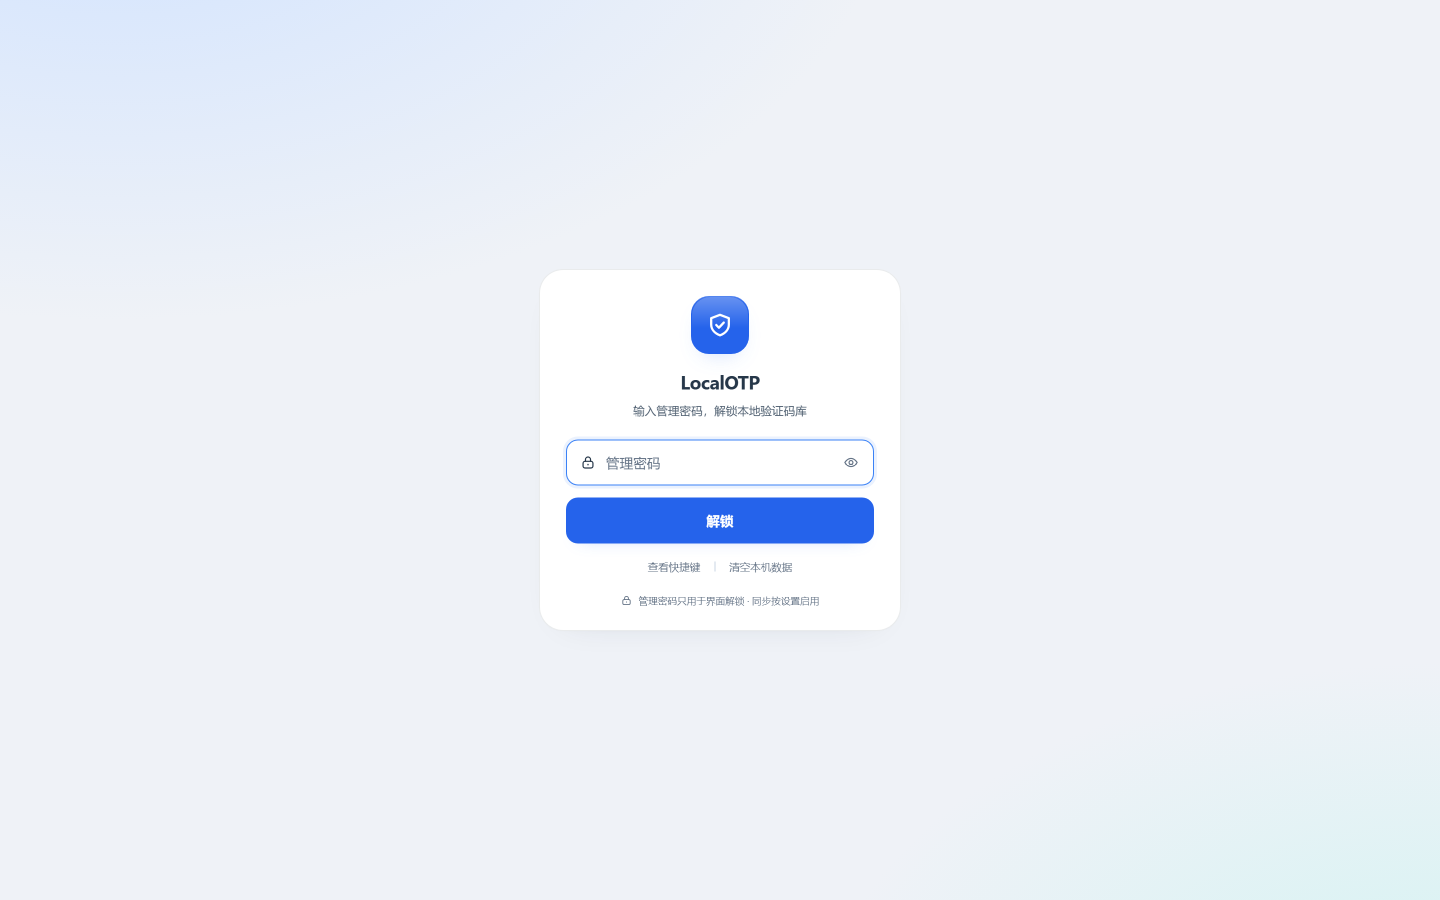 LocalOTP
输入管理密码，解锁本地验证码库
管理密码
解锁
查看快捷键 | 清空本机数据
管理密码只用于界面解锁 · 同步按设置启用